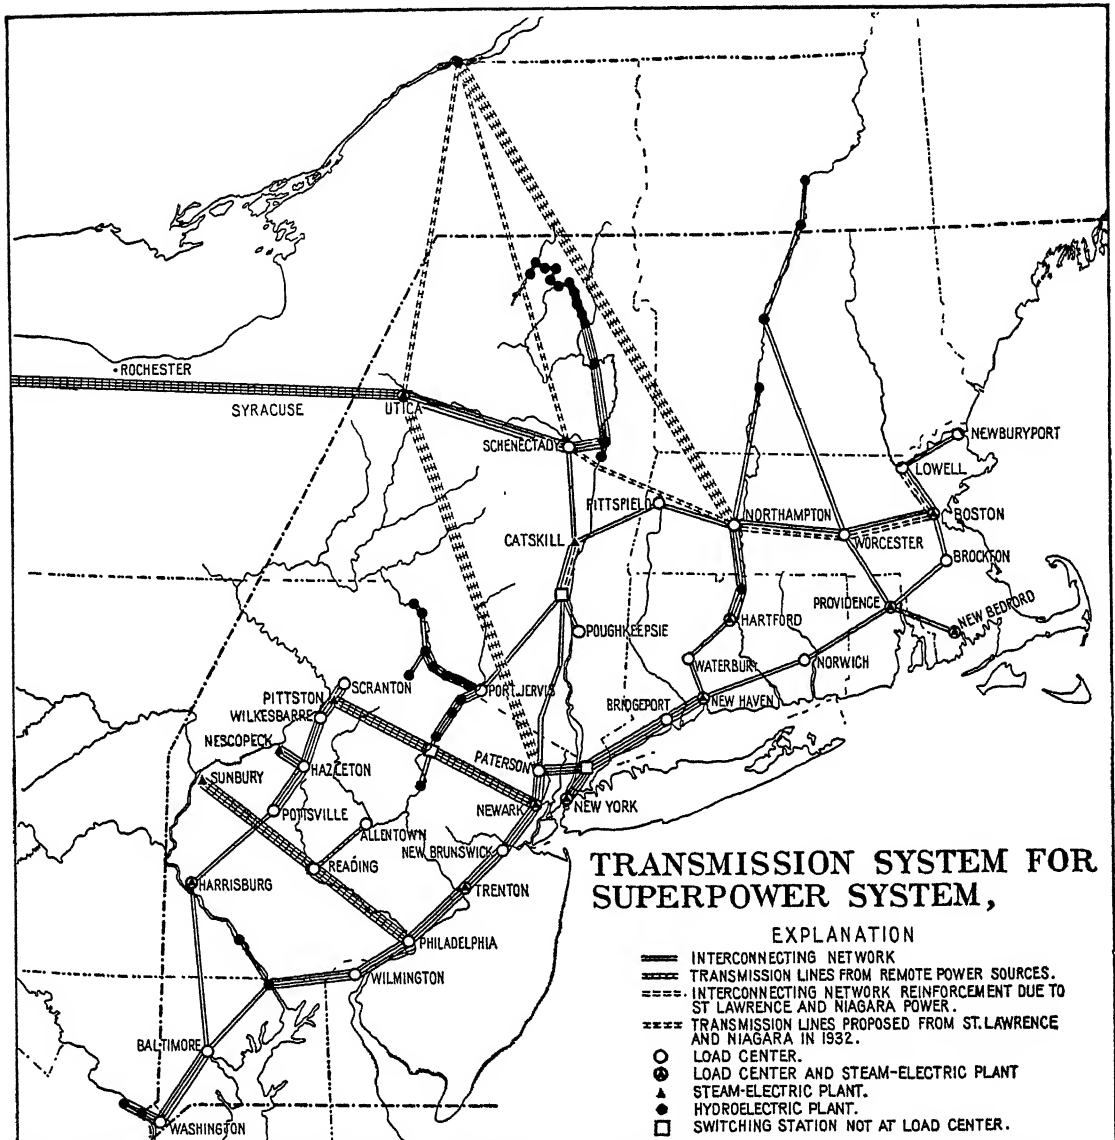 ROCHESTER
SYRACUSE
UTICA
SCHENECTADY
NEWBURYPORT
LOWELL
PITTSFIELD
NORTHAMPTON
BOSTON
CATSKILL
WORCESTER
BROCKTON
PROVIDENCE
NEW BEDFORD
HARTFORD
POUGHKEEPSIE
WATERBURY
NORWICH
SCRANTON
PORT JERVIS
PITTSTON
BRIDGEPORT
NEW HAVEN
WILKESBARRE
NESCOPECK
PATERSON
HAZLETON
SUNBURY
NEWARK
NEW YORK
POTTSVILLE
ALLENTOWN
NEW BRUNSWICK
READING
HARRISBURG
TRENTON
PHILADELPHIA
WILMINGTON
BALTIMORE
WASHINGTON
TRANSMISSION SYSTEM FOR
SUPERPOWER SYSTEM,
EXPLANATION
INTERCONNECTING NETWORK
TRANSMISSION LINES FROM REMOTE POWER SOURCES.
INTERCONNECTING NETWORK REINFORCEMENT DUE TO
ST LAWRENCE AND NIAGARA POWER.
TRANSMISSION LINES PROPOSED FROM ST. LAWRENCE
AND NIAGARA IN 1932.
LOAD CENTER.
LOAD CENTER AND STEAM-ELECTRIC PLANT
STEAM-ELECTRIC PLANT.
HYDROELECTRIC PLANT.
SWITCHING STATION NOT AT LOAD CENTER.